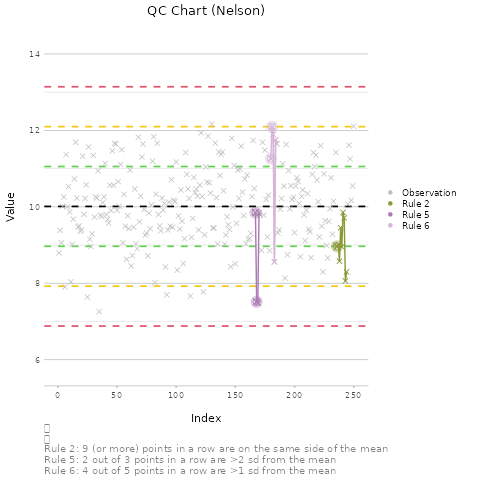 QC Chart (Nelson)
Value
14
12
10
8
6
0
50
100
150
200
250
Index
Observation
Rule 2
Rule 5
Rule 6
Rule 2: 9 (or more) points in a row are on the same side of the mean
Rule 5: 2 out of 3 points in a row are >2 sd from the mean
Rule 6: 4 out of 5 points in a row are >1 sd from the mean